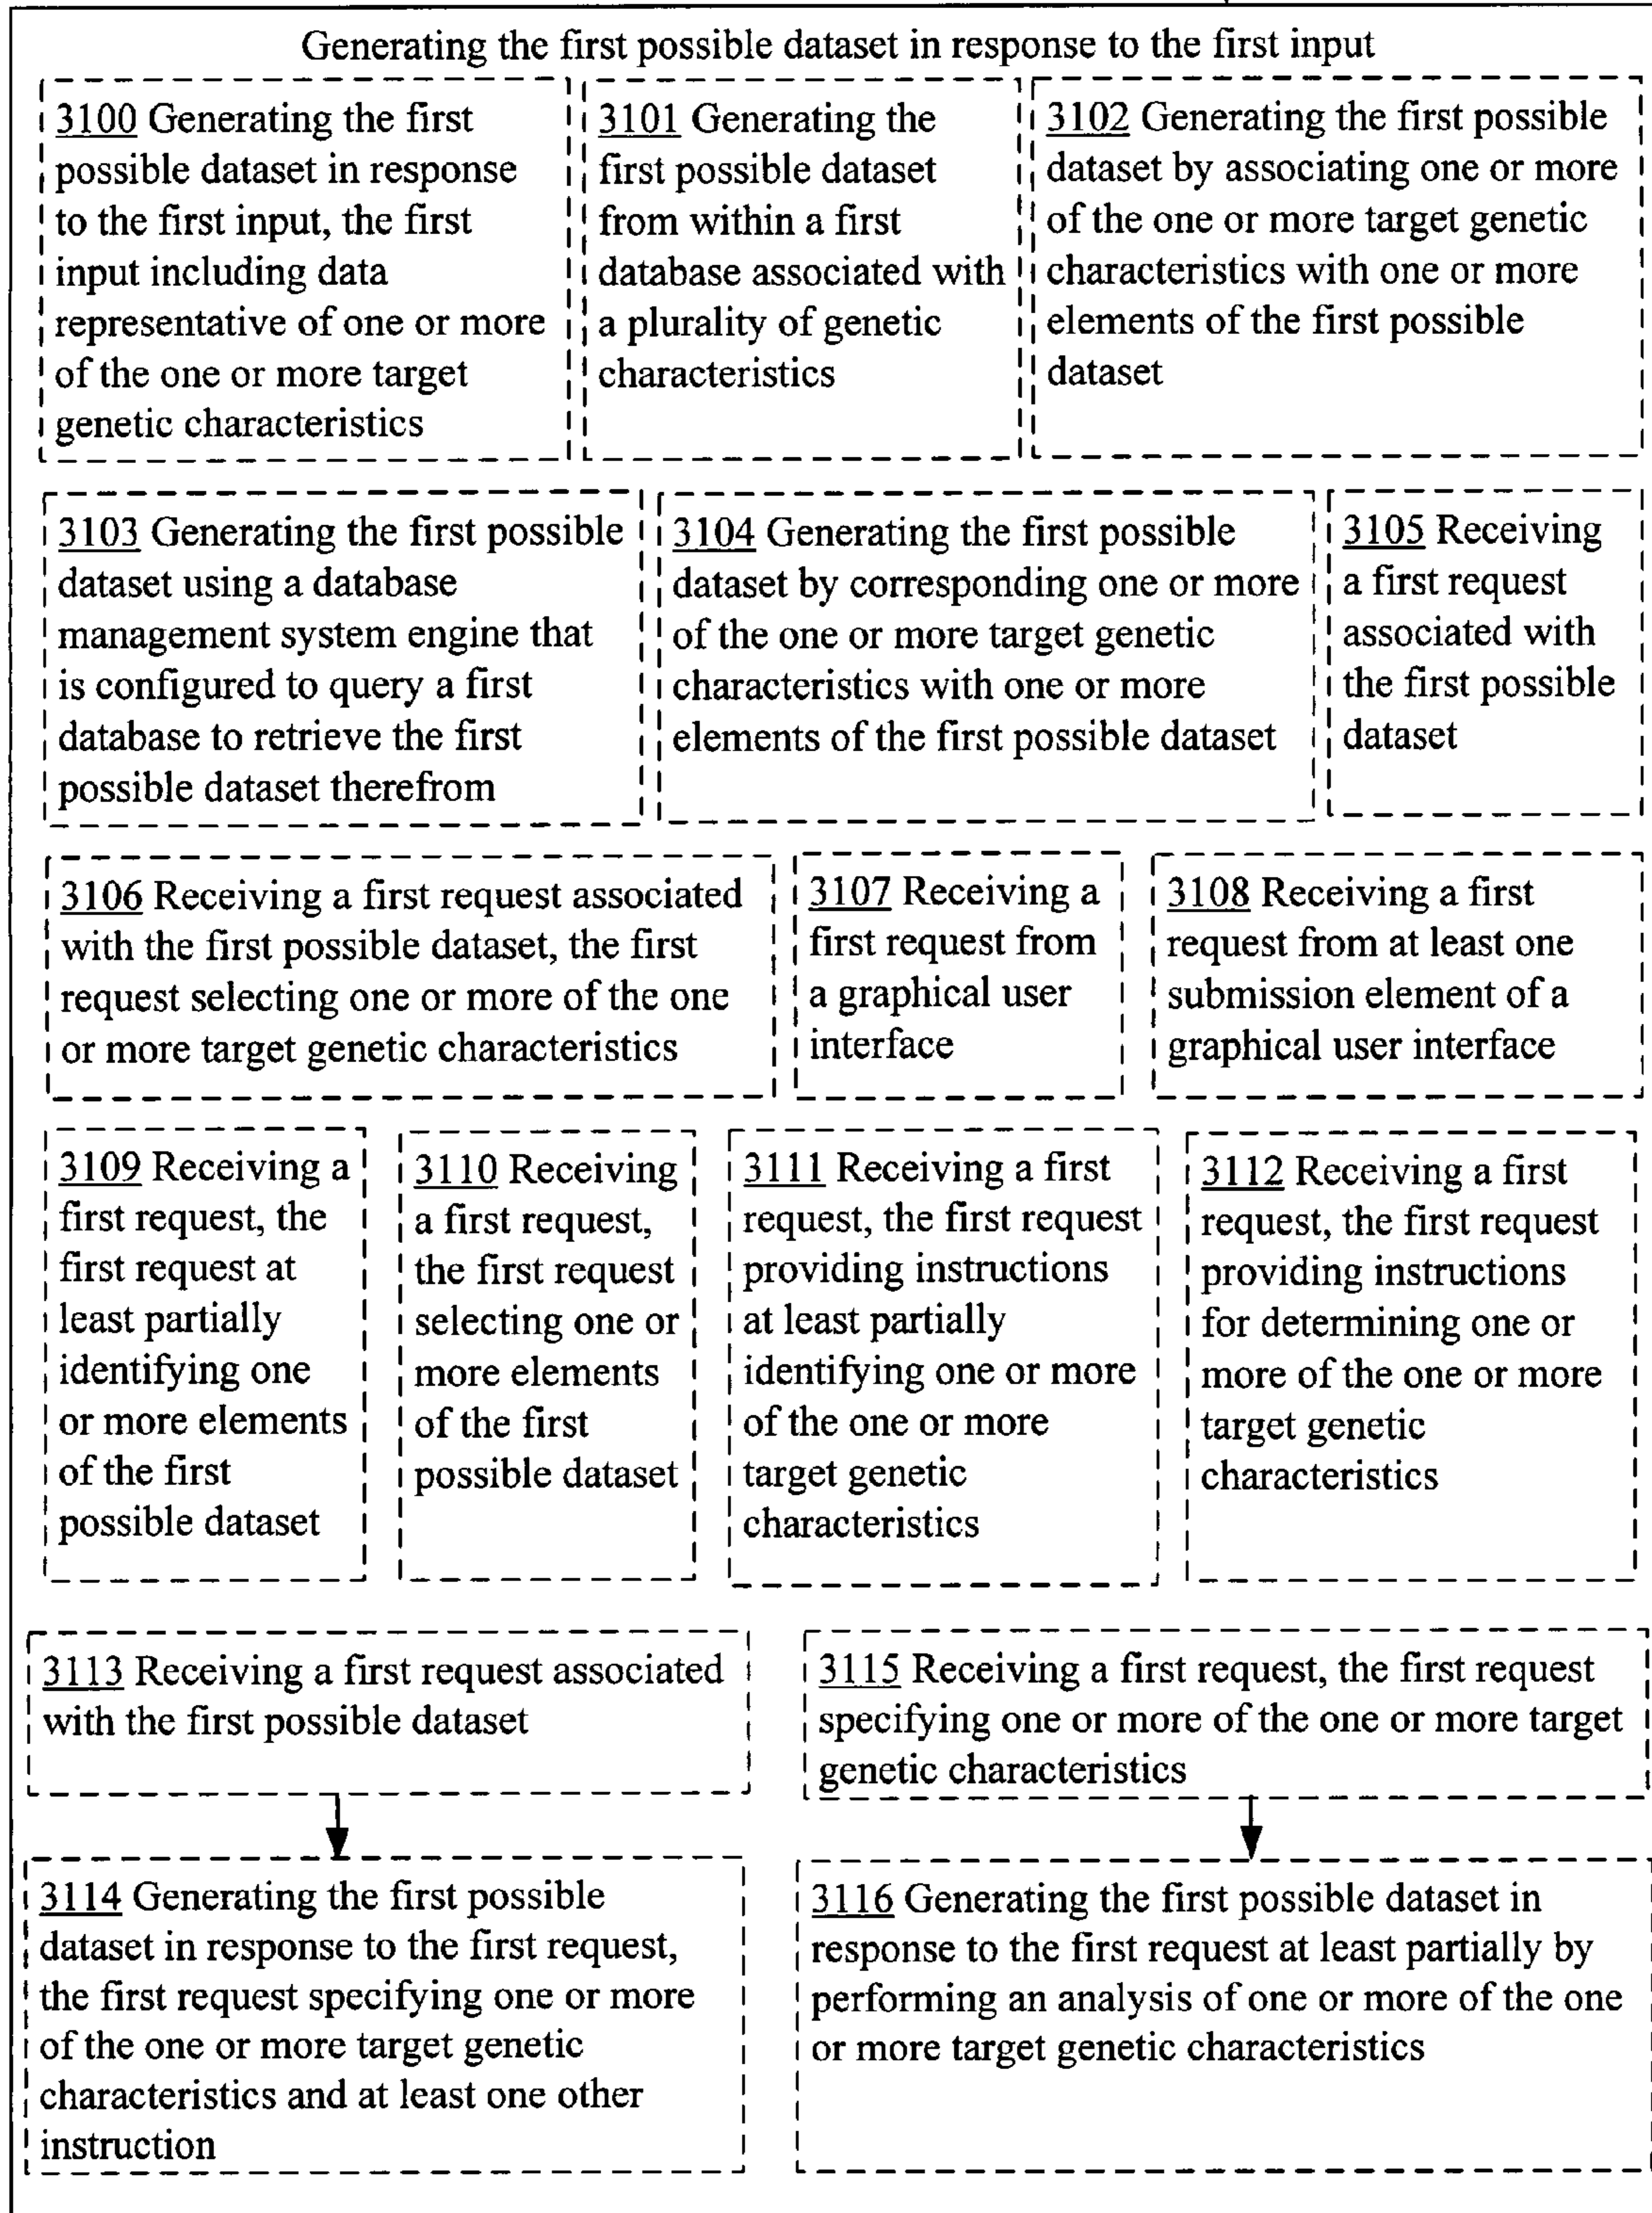 Generating the first possible dataset in response to the first input
3100 Generating the first
possible dataset in response
to the first input, the first
input including data
representative of one or more
of the one or more target
genetic characteristics
3101 Generating the
first possible dataset
from within a first
database associated with
a plurality of genetic
characteristics
3102 Generating the first possible
dataset by associating one or more
of the one or more target genetic
characteristics with one or more
elements of the first possible
dataset
3103 Generating the first possible
dataset using a database
management system engine that
is configured to query a first
database to retrieve the first
possible dataset therefrom
3104 Generating the first possible
dataset by corresponding one or more
of the one or more target genetic
characteristics with one or more
elements of the first possible dataset
3105 Receiving
a first request
associated with
the first possible
dataset
3106 Receiving a first request associated
with the first possible dataset, the first
request selecting one or more of the one
or more target genetic characteristics
3107 Receiving a
first request from
a graphical user
interface
3108 Receiving a first
request from at least one
submission element of a
graphical user interface
3109 Receiving a
first request, the
first request at
least partially
identifying one
or more elements
of the first
possible dataset
3110 Receiving
a first request,
the first request
selecting one or
more elements
of the first
possible dataset
3111 Receiving a first
request, the first request
providing instructions
at least partially
identifying one or more
of the one or more
target genetic
characteristics
3112 Receiving a first
request, the first request
providing instructions
for determining one or
more of the one or more
target genetic
characteristics
3113 Receiving a first request associated
with the first possible dataset
3115 Receiving a first request, the first request
specifying one or more of the one or more target
genetic characteristics
3114 Generating the first possible
dataset in response to the first request,
the first request specifying one or more
of the one or more target genetic
characteristics and at least one other
instruction
3116 Generating the first possible dataset in
response to the first request at least partially by
performing an analysis of one or more of the one
or more target genetic characteristics